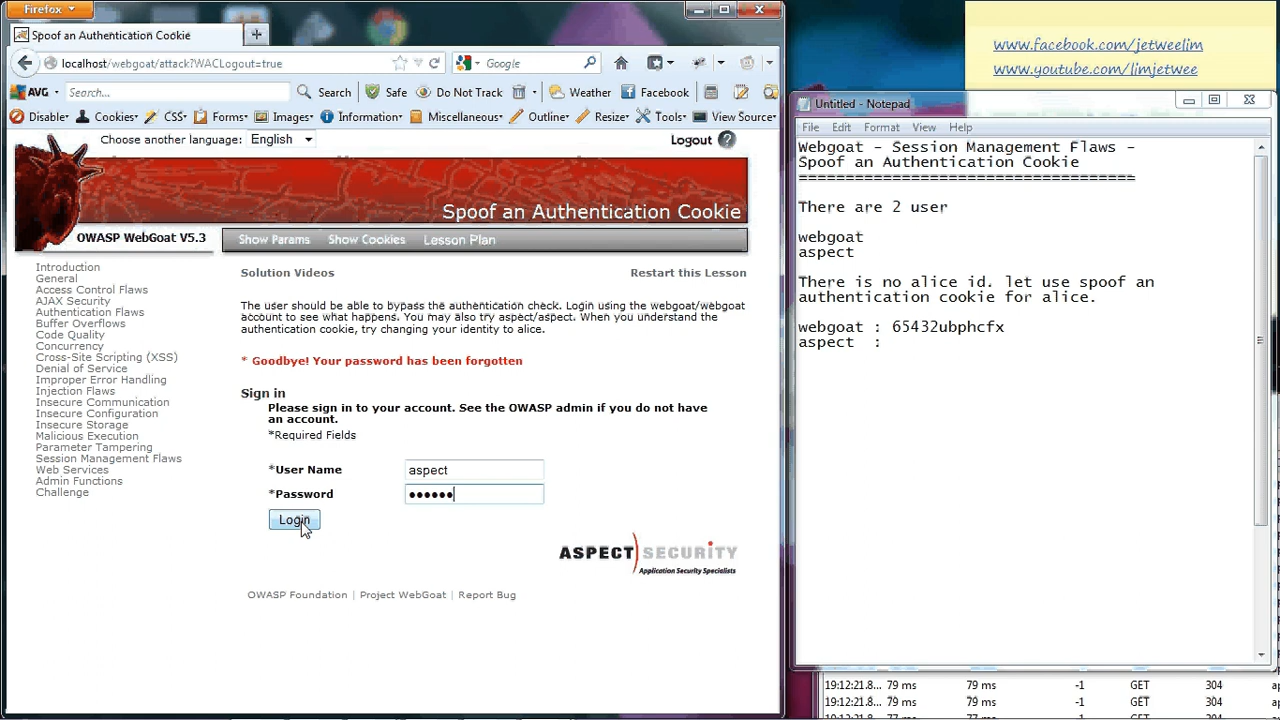 Firefox
Spoof an Authentication Cookie
localhost/webgoat/attack?WACLogout=true
Google
AVG
Search...
Search
Safe
Do Not Track
Weather
Facebook
Disable
Cookies
CSS
Forms
Images
Information
Miscellaneous
Outline
Resize
Tools
View Source
Choose another language:
English
Logout
?
Spoof an Authentication Cookie
OWASP WebGoat V5.3
Show Params
Show Cookies
Lesson Plan
Introduction
General
Access Control Flaws
AJAX Security
Authentication Flaws
Buffer Overflows
Code Quality
Concurrency
Cross-Site Scripting (XSS)
Denial of Service
Improper Error Handling
Injection Flaws
Insecure Communication
Insecure Configuration
Insecure Storage
Malicious Execution
Parameter Tampering
Session Management Flaws
Web Services
Admin Functions
Challenge
Solution Videos
Restart this Lesson
The user should be able to bypass the authentication check. Login using the webgoat/webgoat
account to see what happens. You may also try aspect/aspect. When you understand the
authentication cookie, try changing your identity to alice.
* Goodbye! Your password has been forgotten
Sign in
Please sign in to your account. See the OWASP admin if you do not have
an account.
*Required Fields
*User Name
aspect
*Password
••••••
Login
ASPECT SECURITY
Application Security Specialists
OWASP Foundation | Project WebGoat | Report Bug
www.facebook.com/jetweelim
www.youtube.com/limjetwee
Untitled - Notepad
File
Edit
Format
View
Help
Webgoat - Session Management Flaws -
Spoof an Authentication Cookie
====================================
There are 2 user
webgoat
aspect
There is no alice id. let use spoof an
authentication cookie for alice.
webgoat : 65432ubphcfx
aspect :
19:12:21.8... 79 ms 79 ms -1 GET 304
19:12:21.8... 79 ms 79 ms -1 GET 304